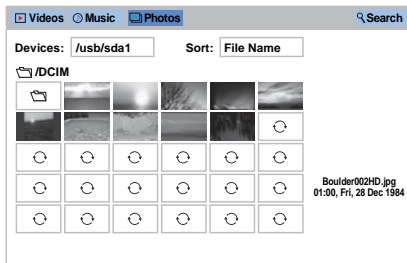 Videos Music Photos Search
Devices: /usb/sda1 Sort: File Name
/DCIM
Boulder002HD.jpg
01:00, Fri, 28 Dec 1984